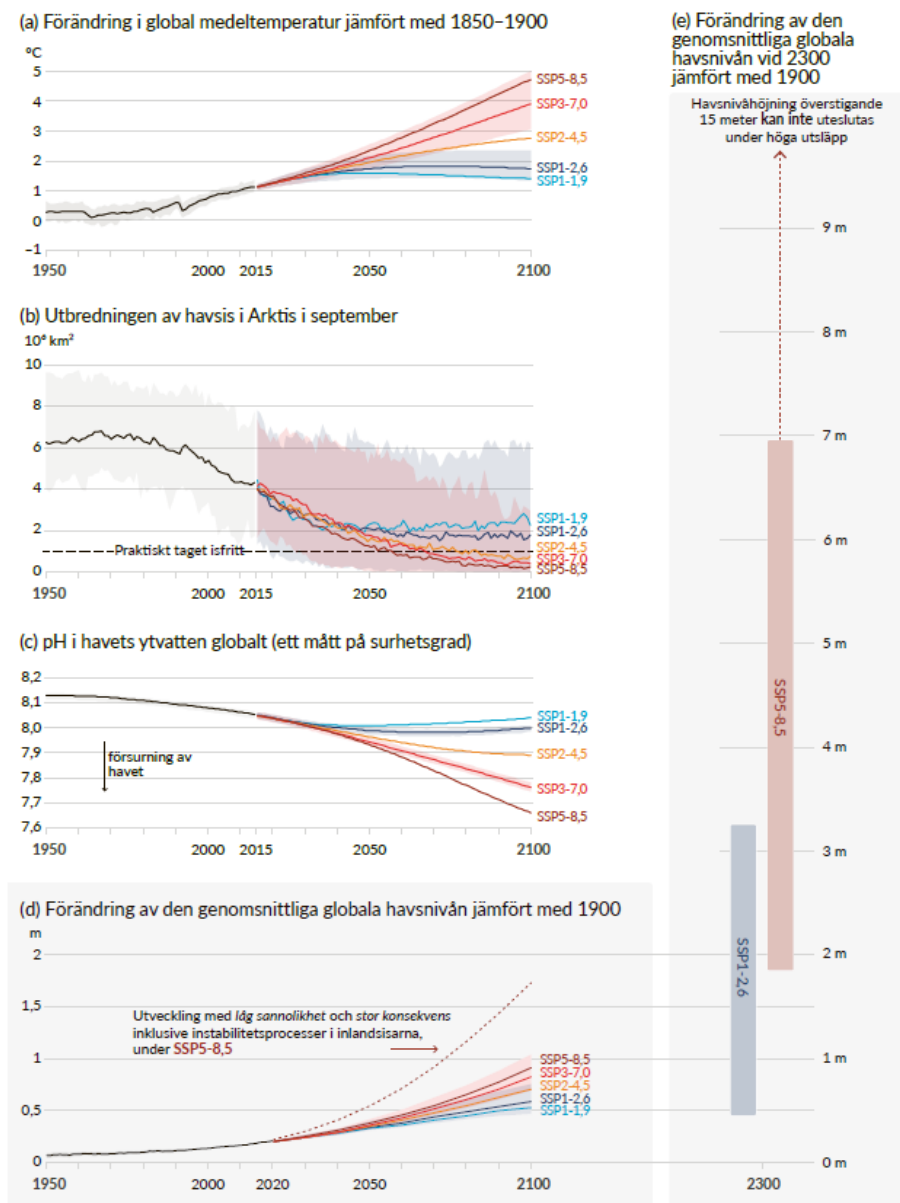 (a) Förändring i global medeltemperatur jämfört med 1850–1900
°C
5
4
3
2
1
0
–1
SSP5-8,5
SSP3-7,0
SSP2-4,5
SSP1-2,6
SSP1-1,9
1950
2000
2015
2050
2100
(b) Utbredningen av havsis i Arktis i september
10⁶ km²
10
8
6
4
2
0
Praktiskt taget isfritt
SSP1-1,9
SSP1-2,6
SSP2-4,5
SSP3-7,0
SSP5-8,5
1950
2000
2015
2050
2100
(c) pH i havets ytvatten globalt (ett mått på surhetsgrad)
8,2
8,1
8,0
7,9
7,8
7,7
7,6
försurning av
havet
SSP1-1,9
SSP1-2,6
SSP2-4,5
SSP3-7,0
SSP5-8,5
1950
2000
2015
2050
2100
(d) Förändring av den genomsnittliga globala havsnivån jämfört med 1900
m
2
1,5
1
0,5
0
Utveckling med låg sannolikhet och stor konsekvens
inklusive instabilitetsprocesser i inlandsisarna,
under SSP5-8,5
SSP5-8,5
SSP3-7,0
SSP2-4,5
SSP1-2,6
SSP1-1,9
1950
2000
2020
2050
2100
(e) Förändring av den
genomsnittliga globala
havsnivån vid 2300
jämfört med 1900
Havsnivåhöjning överstigande
15 meter kan inte uteslutas
under höga utsläpp
9 m
8 m
7 m
6 m
5 m
4 m
3 m
2 m
1 m
0 m
SSP5-8,5
SSP1-2,6
2300